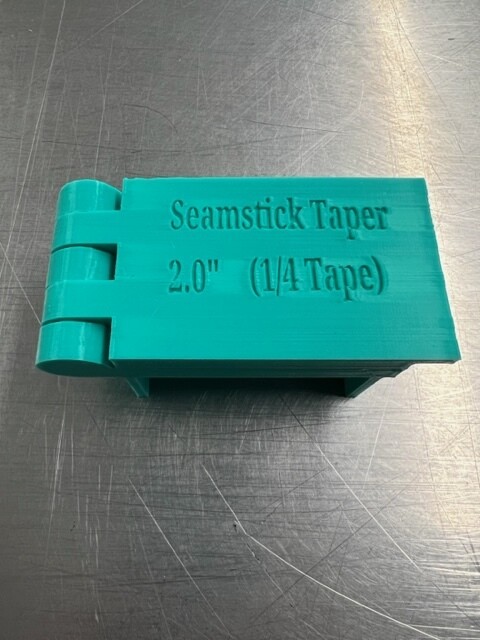 Seamstick Taper
2.0" (1/4 Tape)